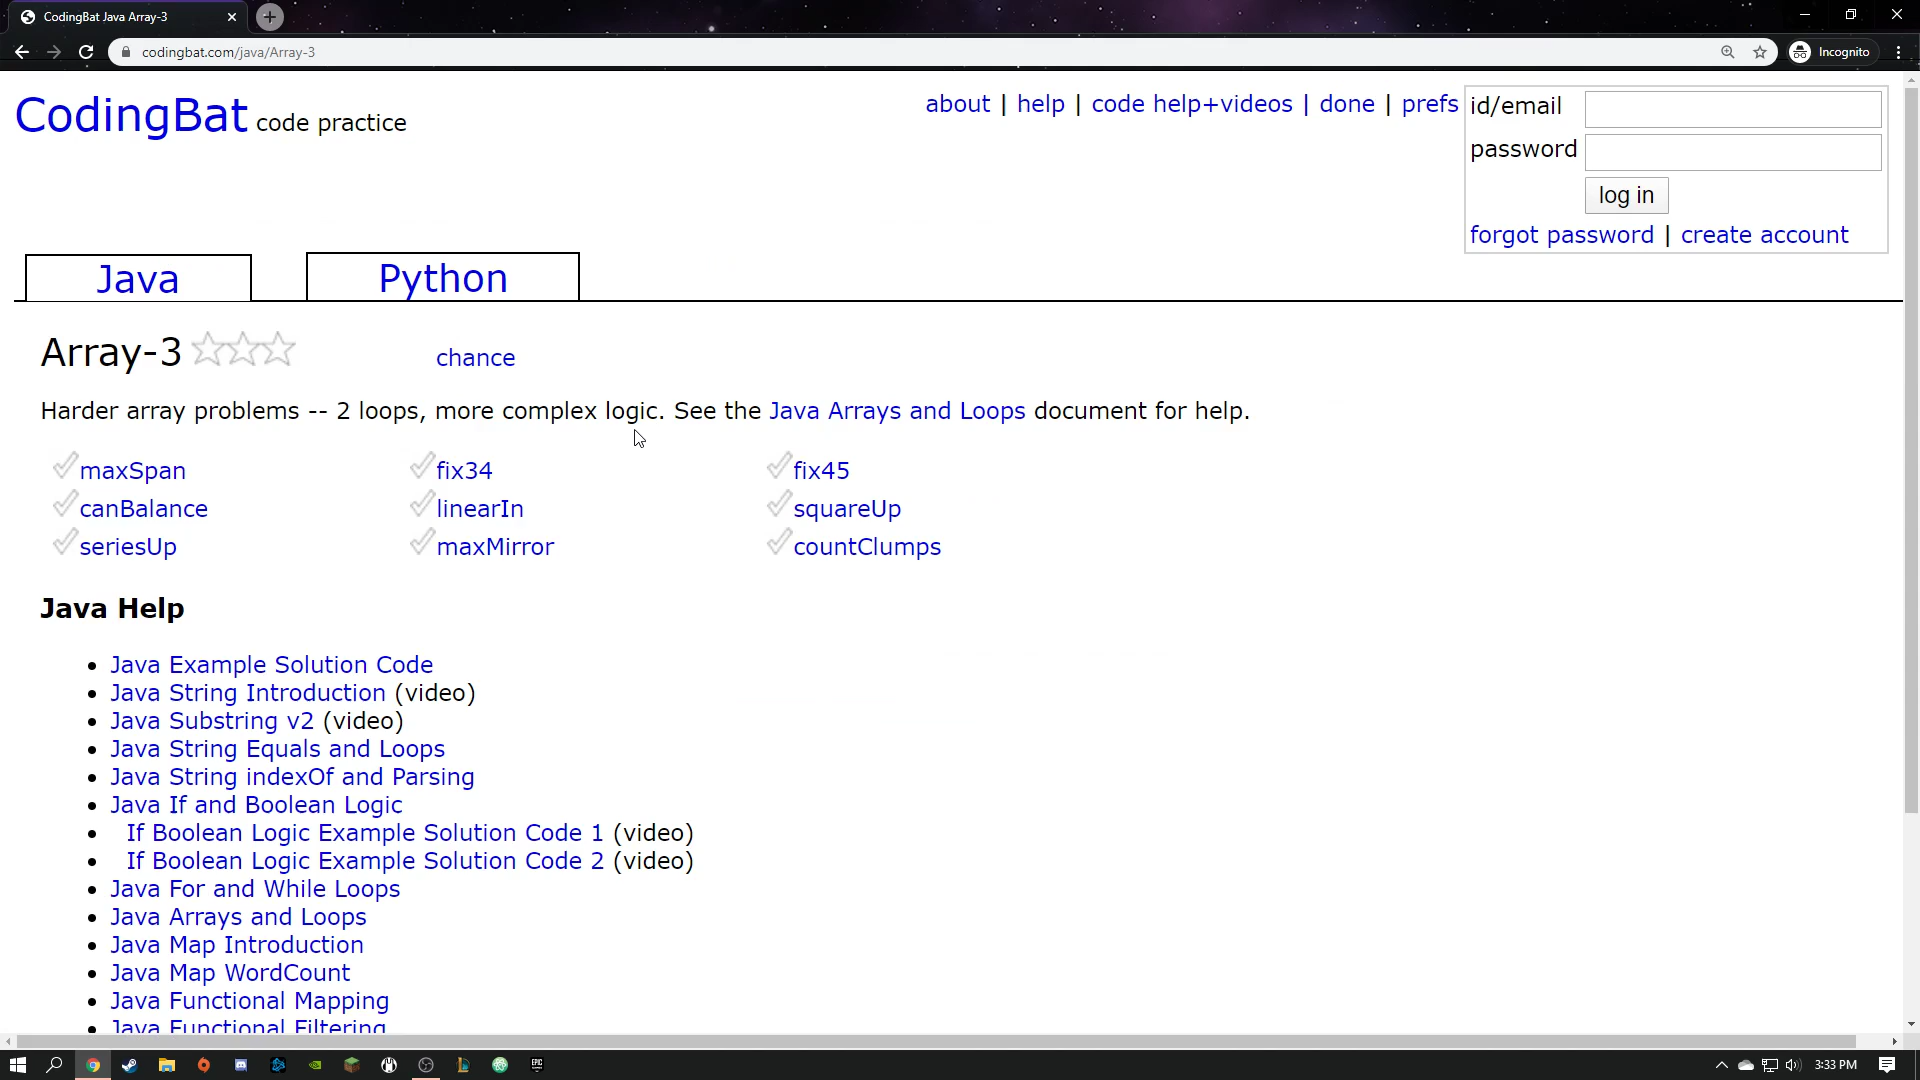 CodingBat Java Array-3
codingbat.com/java/Array-3
Incognito
CodingBat code practice
about | help | code help+videos | done | prefs
id/email
password
log in
forgot password | create account
Java
Python
Array-3
chance
Harder array problems -- 2 loops, more complex logic. See the Java Arrays and Loops document for help.
maxSpan fix34 fix45
canBalance linearIn squareUp
seriesUp maxMirror countClumps
Java Help
Java Example Solution Code
Java String Introduction (video)
Java Substring v2 (video)
Java String Equals and Loops
Java String indexOf and Parsing
Java If and Boolean Logic
If Boolean Logic Example Solution Code 1 (video)
If Boolean Logic Example Solution Code 2 (video)
Java For and While Loops
Java Arrays and Loops
Java Map Introduction
Java Map WordCount
Java Functional Mapping
Java Functional Filtering
EPIC
3:33 PM